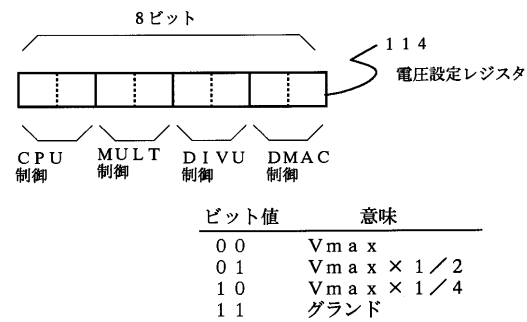 8ビット
114
電圧設定レジスタ
CPU 制御
MULT 制御
DIVU 制御
DMAC 制御
ビット値 意味
00 Vmax
01 Vmax×1/2
10 Vmax×1/4
11 グランド